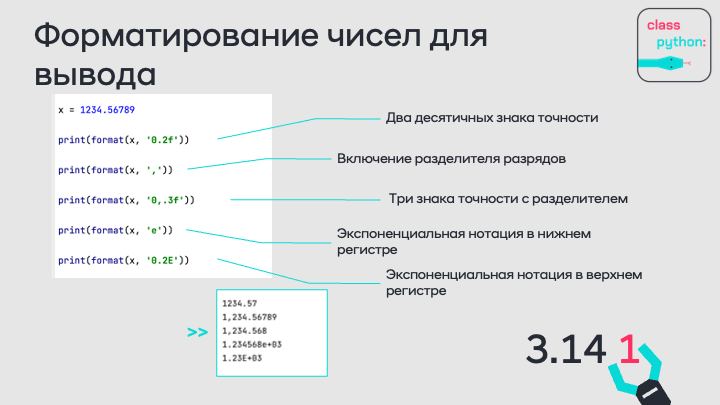 Форматирование чисел для
вывода
class
python:
x = 1234.56789
print(format(x, '0.2f'))
print(format(x, ','))
print(format(x, '0,.3f'))
print(format(x, 'e'))
print(format(x, '0.2E'))
Два десятичных знака точности
Включение разделителя разрядов
Три знака точности с разделителем
Экспоненциальная нотация в нижнем
регистре
Экспоненциальная нотация в верхнем
регистре
>>
1234.57
1,234.56789
1,234.568
1.234568e+03
1.23E+03
3.14 1